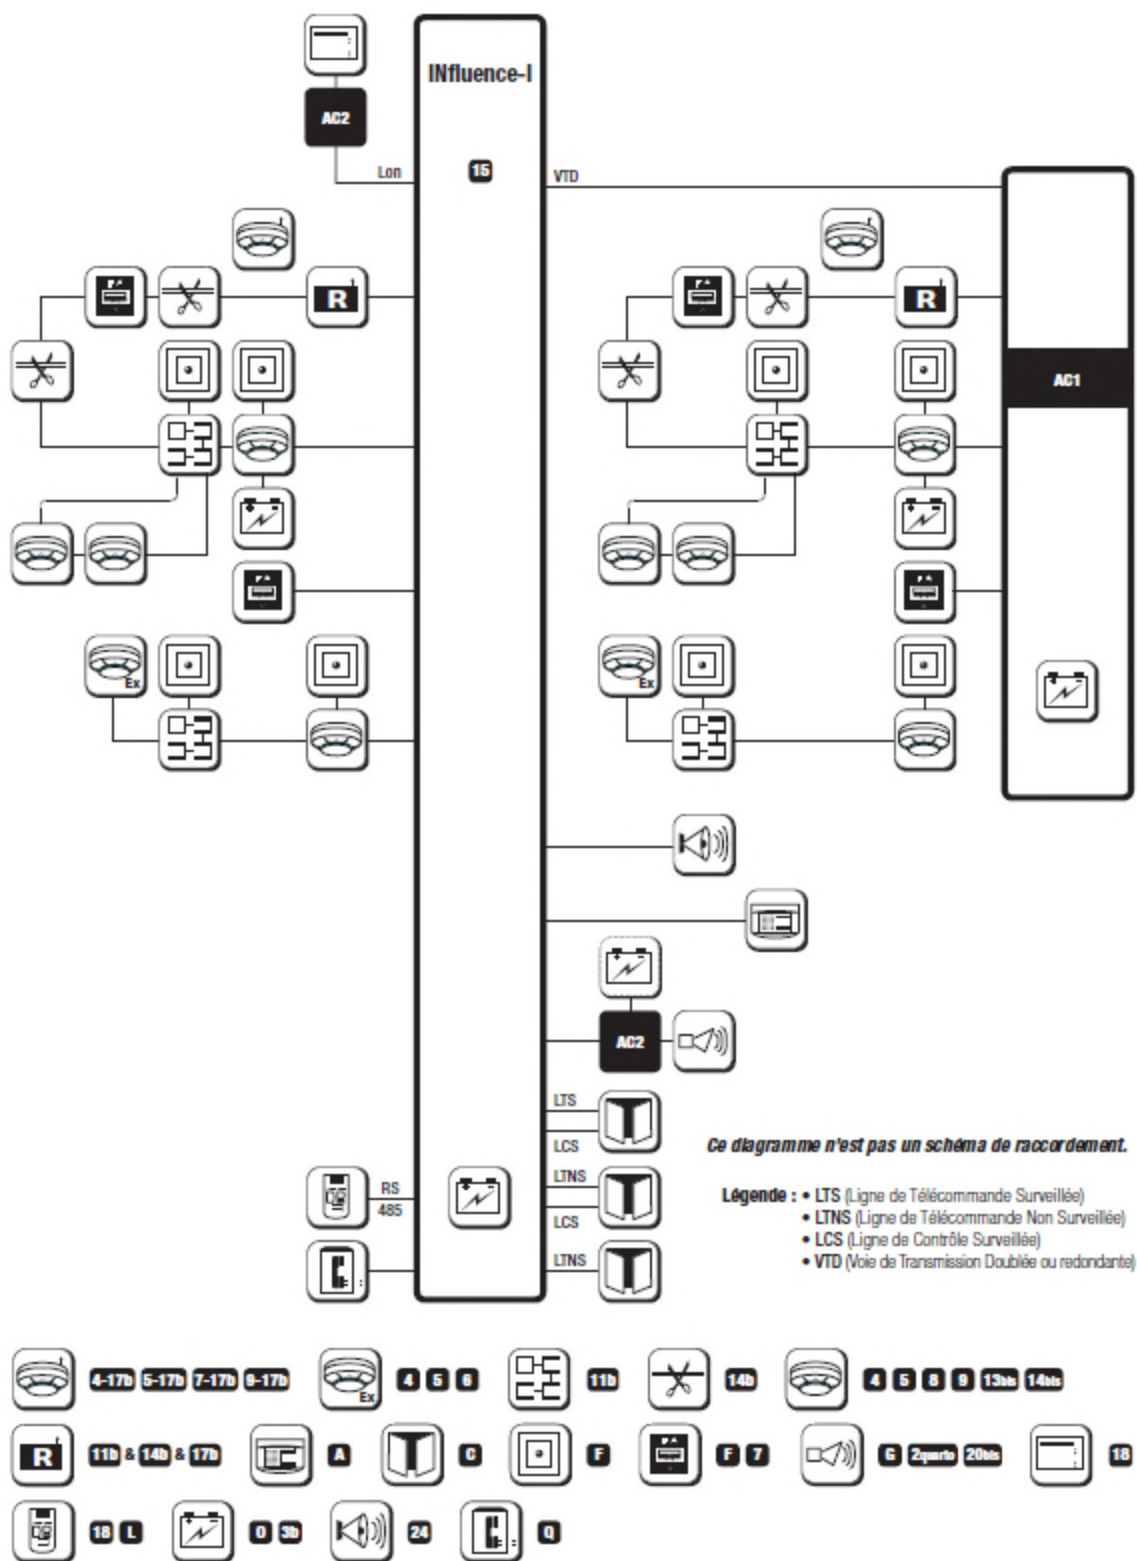 INfluence-I
AC2
Lon
15
VTD
R
R
AC1
Ex
Ex
AC2
LTS
LCS
LTNS
LCS
LTNS
RS
485
Ce diagramme n'est pas un schéma de raccordement.
Légende : • LTS (Ligne de Télécommande Surveillée)
• LTNS (Ligne de Télécommande Non Surveillée)
• LCS (Ligne de Contrôle Surveillée)
• VTD (Voie de Transmission Doublée ou redondante)
4-17b 5-17b 7-17b 9-17b Ex 4 5 6 11b 14b 4 5 8 9 13bis 14bis
R 11b & 14b & 17b A C F F 7 G 2quarto 20bis 18
18 L O 3b 24 Q